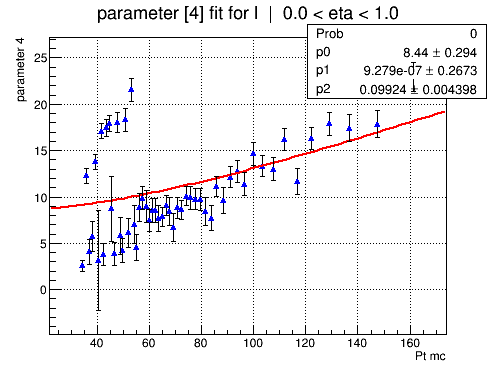 parameter [4] fit for l | 0.0 < eta < 1.0
Prob 0
p0 8.44 ± 0.294
p1 9.279e-07 ± 0.2673
p2 0.09924 ± 0.004398
parameter 4
25
20
15
10
5
0
40 60 80 100 120 140 160
Pt mc